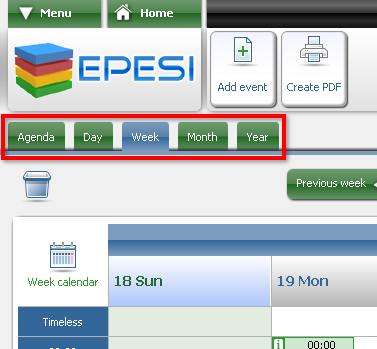 Menu Home
EPESI
Add event Create PDF
Agenda Day Week Month Year
Previous week
Week calendar
18 Sun 19 Mon
Timeless
00:00